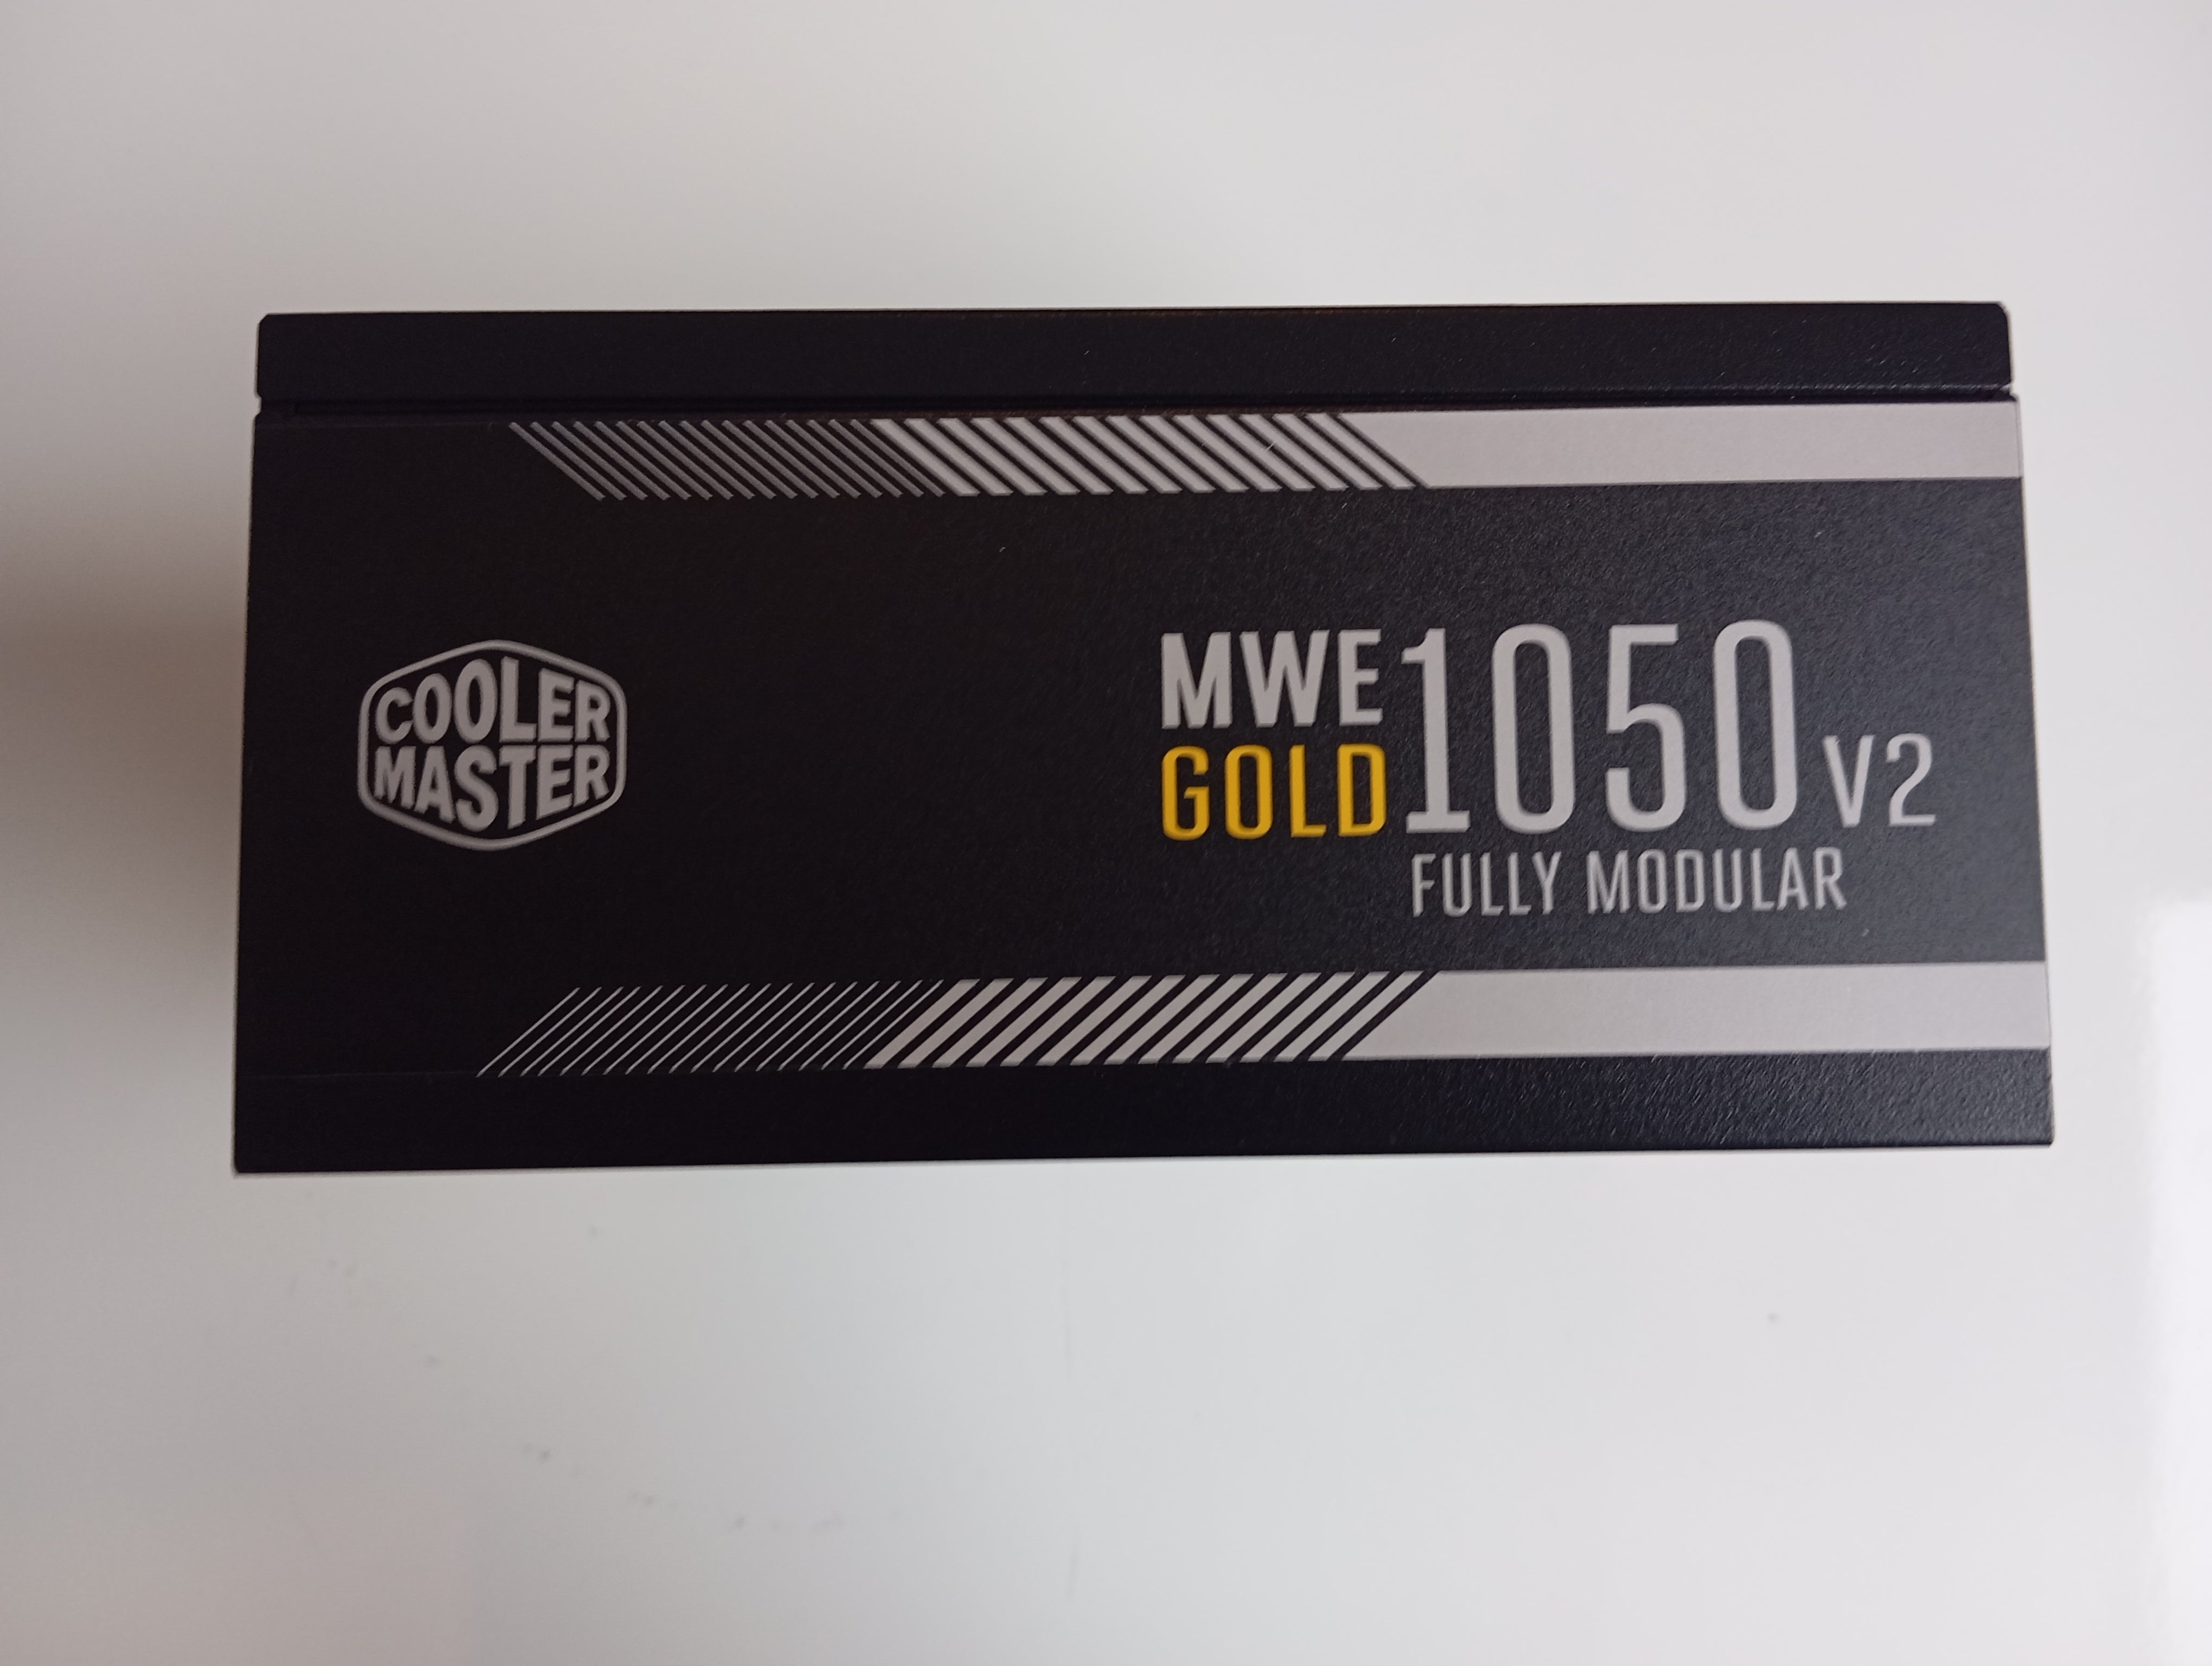 COOLER
MASTER
MWE
GOLD
1050 V2
FULLY MODULAR